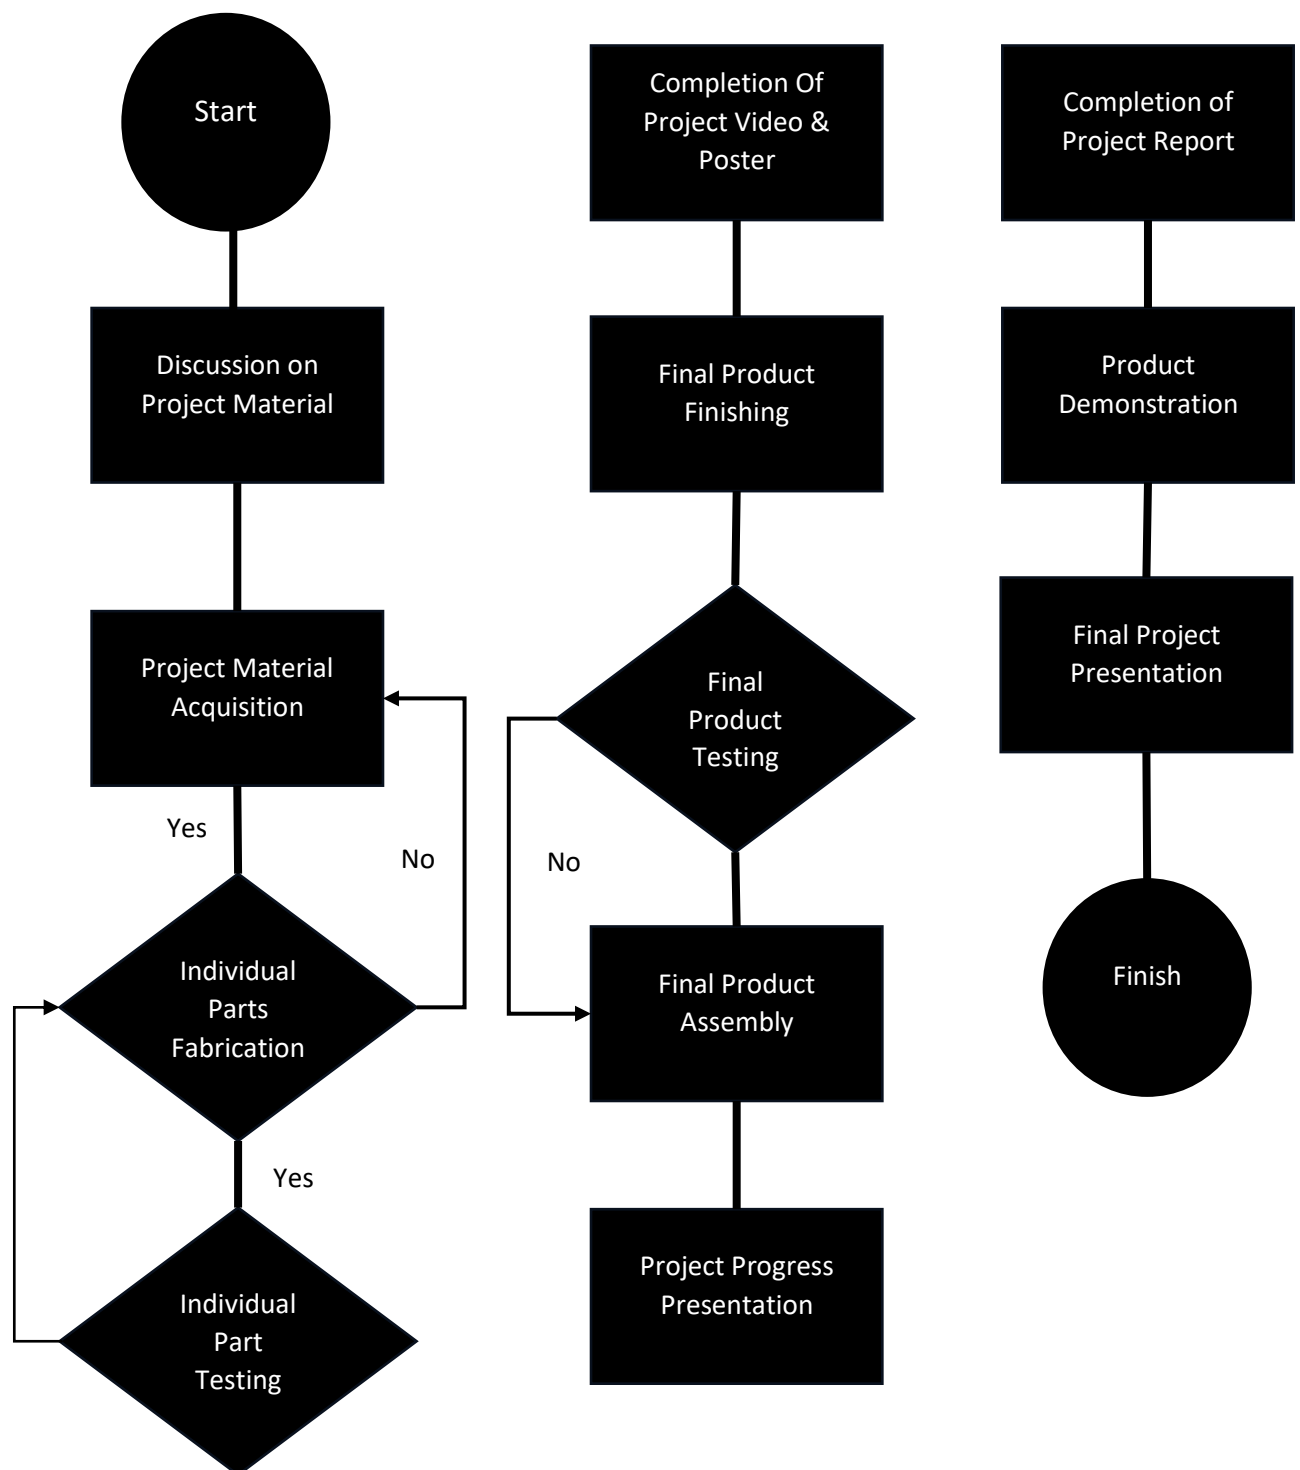 Start
Discussion on
Project Material
Project Material
Acquisition
Yes
No
Individual
Parts
Fabrication
Yes
Individual
Part
Testing
Completion Of
Project Video &
Poster
Final Product
Finishing
Final
Product
Testing
No
Final Product
Assembly
Project Progress
Presentation
Completion of
Project Report
Product
Demonstration
Final Project
Presentation
Finish